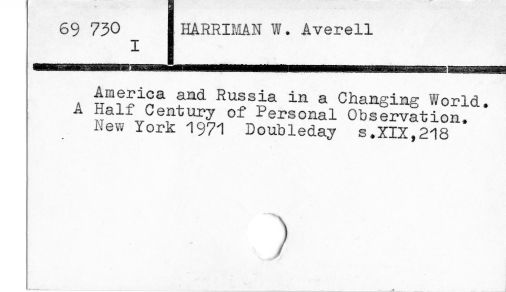 69 730
I
HARRIMAN W. Averell
America and Russia in a Changing World.
A Half Century of Personal Observation.
New York 1971 Doubleday s.XIX,218